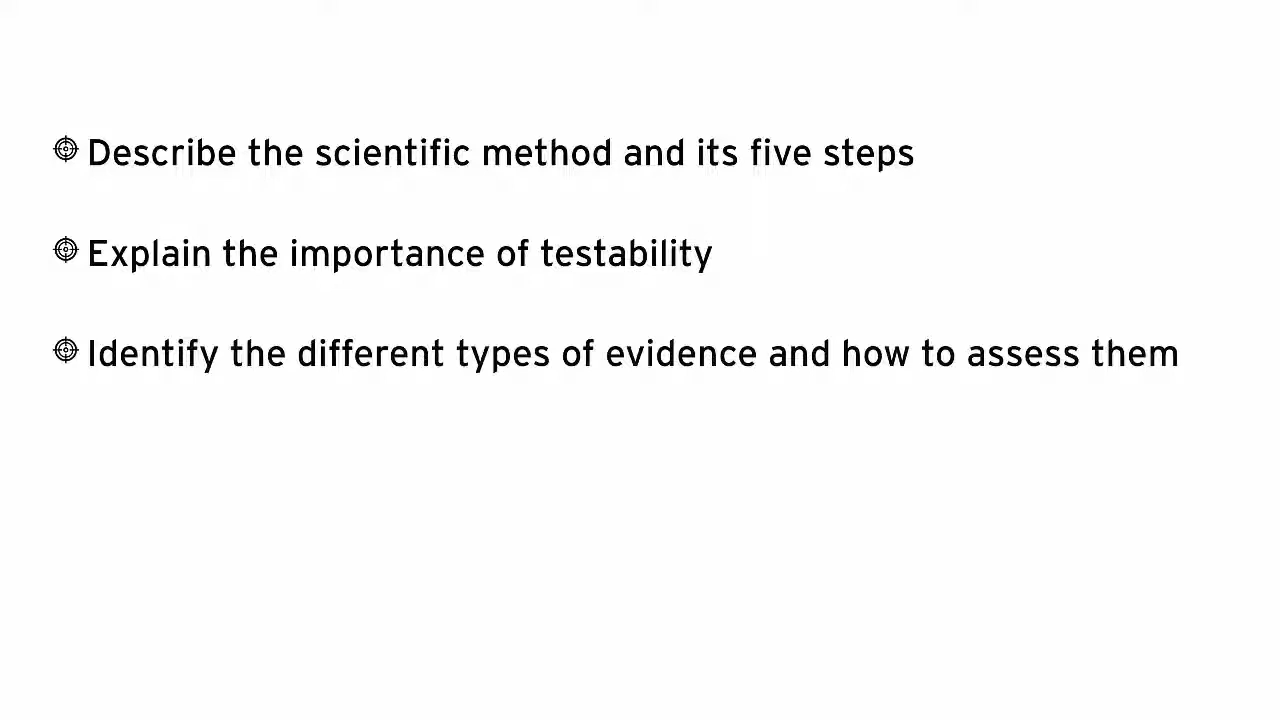 Describe the scientific method and its five steps
Explain the importance of testability
Identify the different types of evidence and how to assess them